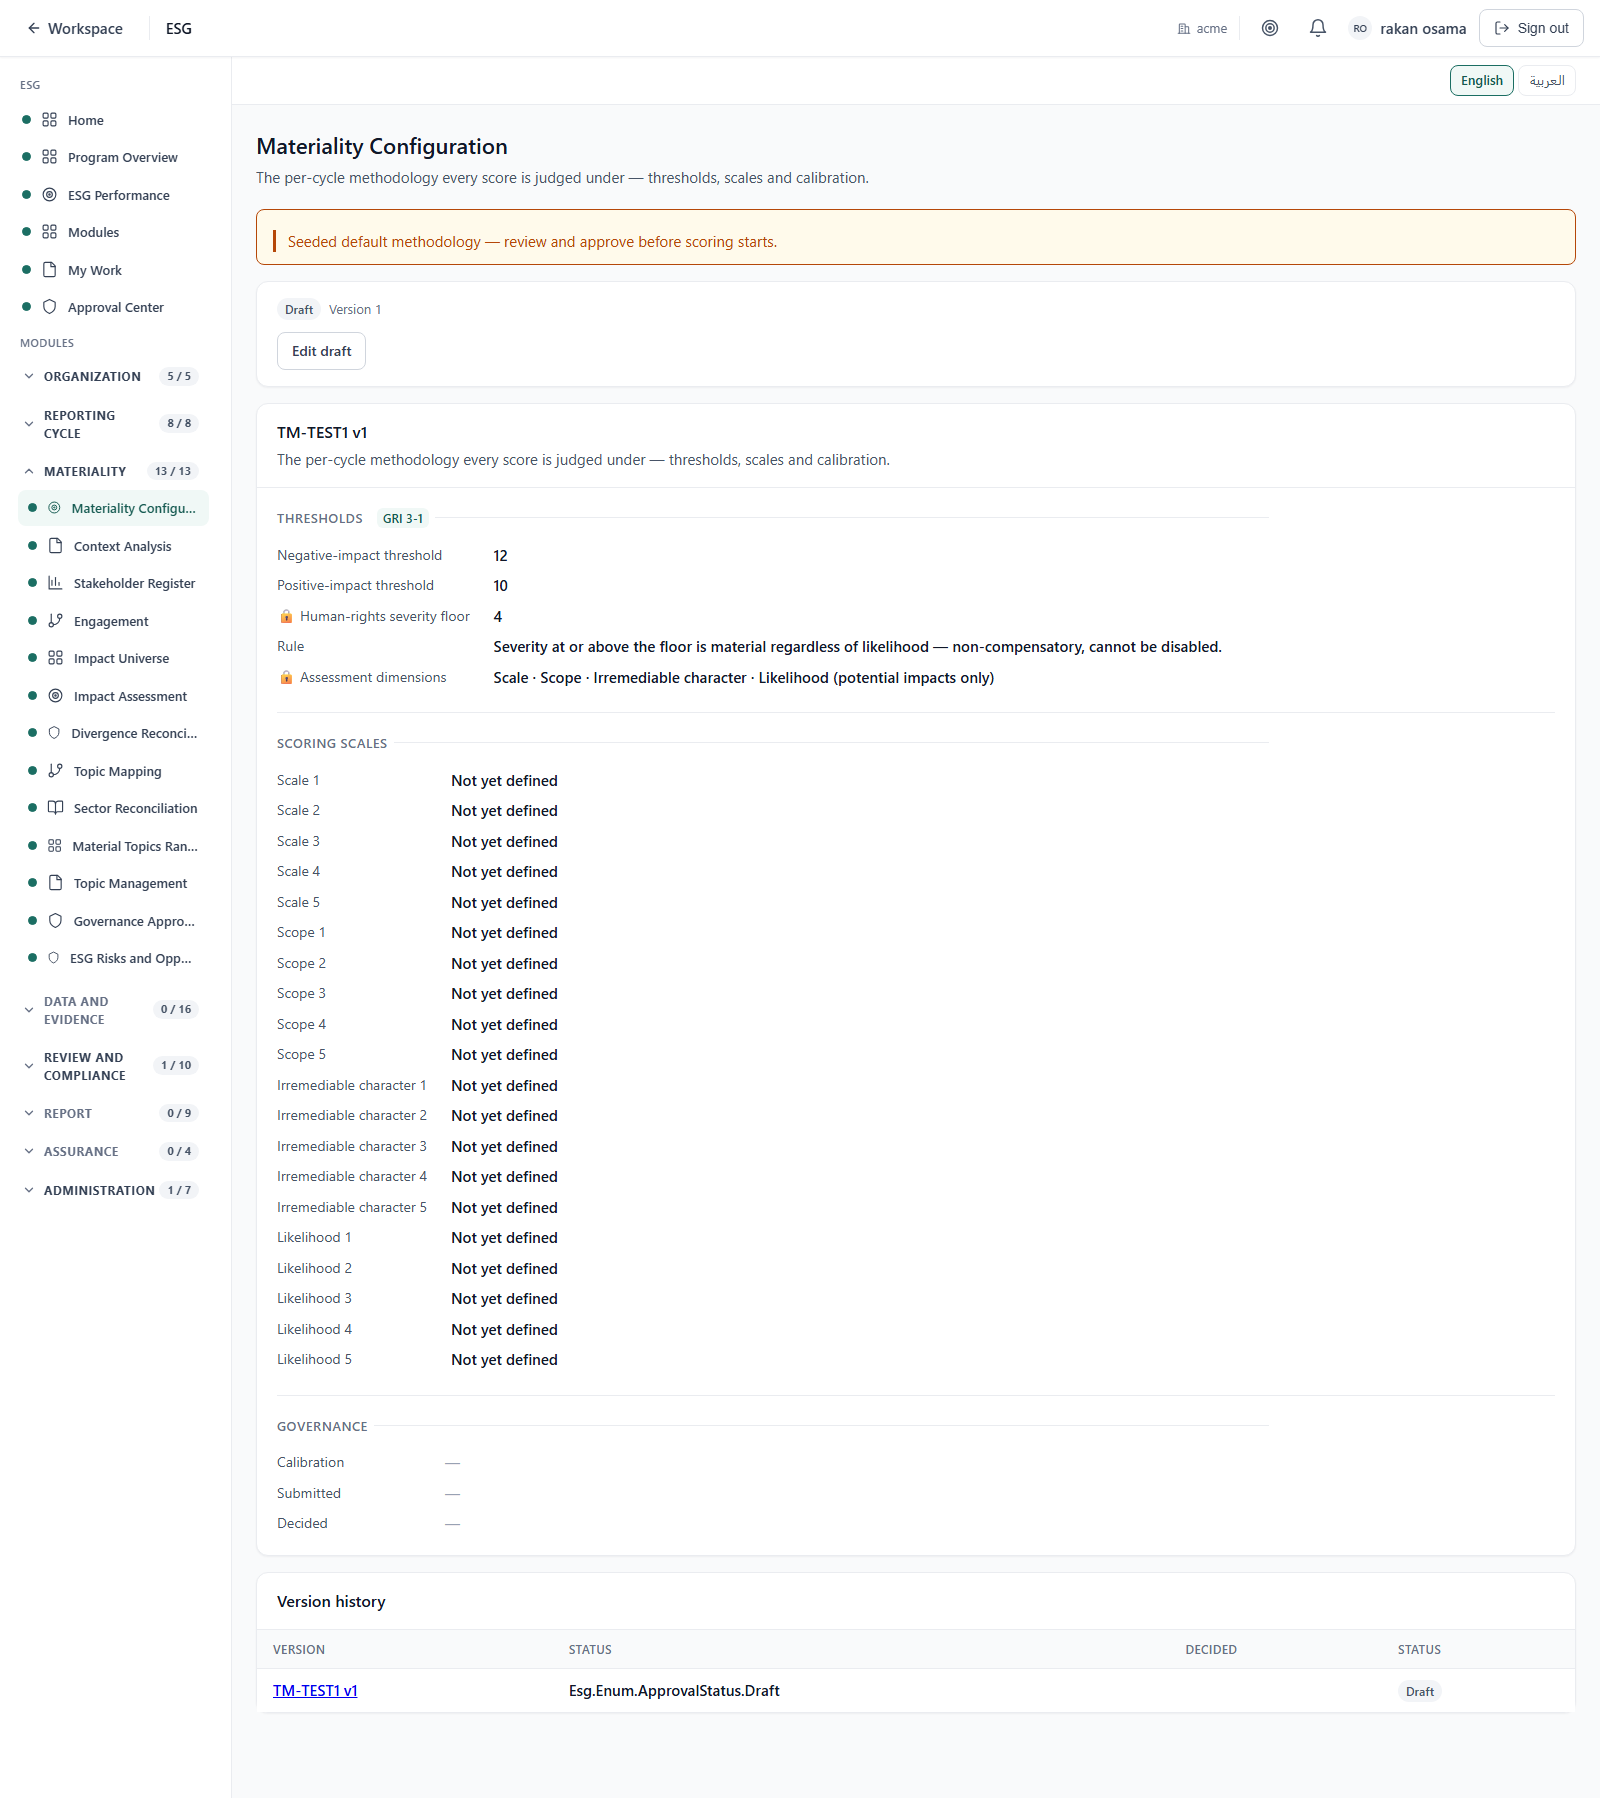 Workspace
ESG
acme
RO
rakan osama
Sign out
English
العربية
ESG
Home
Program Overview
ESG Performance
Modules
My Work
Approval Center
MODULES
ORGANIZATION 5 / 5
REPORTING CYCLE 8 / 8
MATERIALITY 13 / 13
Materiality Configu...
Context Analysis
Stakeholder Register
Engagement
Impact Universe
Impact Assessment
Divergence Reconci...
Topic Mapping
Sector Reconciliation
Material Topics Ran...
Topic Management
Governance Appro...
ESG Risks and Opp...
DATA AND EVIDENCE 0 / 16
REVIEW AND COMPLIANCE 1 / 10
REPORT 0 / 9
ASSURANCE 0 / 4
ADMINISTRATION 1 / 7
Materiality Configuration
The per-cycle methodology every score is judged under — thresholds, scales and calibration.
Seeded default methodology — review and approve before scoring starts.
Draft Version 1
Edit draft
TM-TEST1 v1
The per-cycle methodology every score is judged under — thresholds, scales and calibration.
THRESHOLDS GRI 3-1
Negative-impact threshold 12
Positive-impact threshold 10
Human-rights severity floor 4
Rule Severity at or above the floor is material regardless of likelihood — non-compensatory, cannot be disabled.
Assessment dimensions Scale · Scope · Irremediable character · Likelihood (potential impacts only)
SCORING SCALES
Scale 1 Not yet defined
Scale 2 Not yet defined
Scale 3 Not yet defined
Scale 4 Not yet defined
Scale 5 Not yet defined
Scope 1 Not yet defined
Scope 2 Not yet defined
Scope 3 Not yet defined
Scope 4 Not yet defined
Scope 5 Not yet defined
Irremediable character 1 Not yet defined
Irremediable character 2 Not yet defined
Irremediable character 3 Not yet defined
Irremediable character 4 Not yet defined
Irremediable character 5 Not yet defined
Likelihood 1 Not yet defined
Likelihood 2 Not yet defined
Likelihood 3 Not yet defined
Likelihood 4 Not yet defined
Likelihood 5 Not yet defined
GOVERNANCE
Calibration —
Submitted —
Decided —
Version history
VERSION STATUS DECIDED STATUS
TM-TEST1 v1 Esg.Enum.ApprovalStatus.Draft Draft